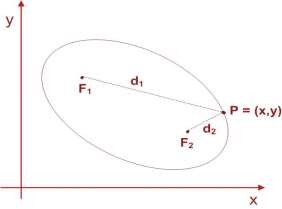 y
d₁
F₁
P = (x,y)
d₂
F₂
x